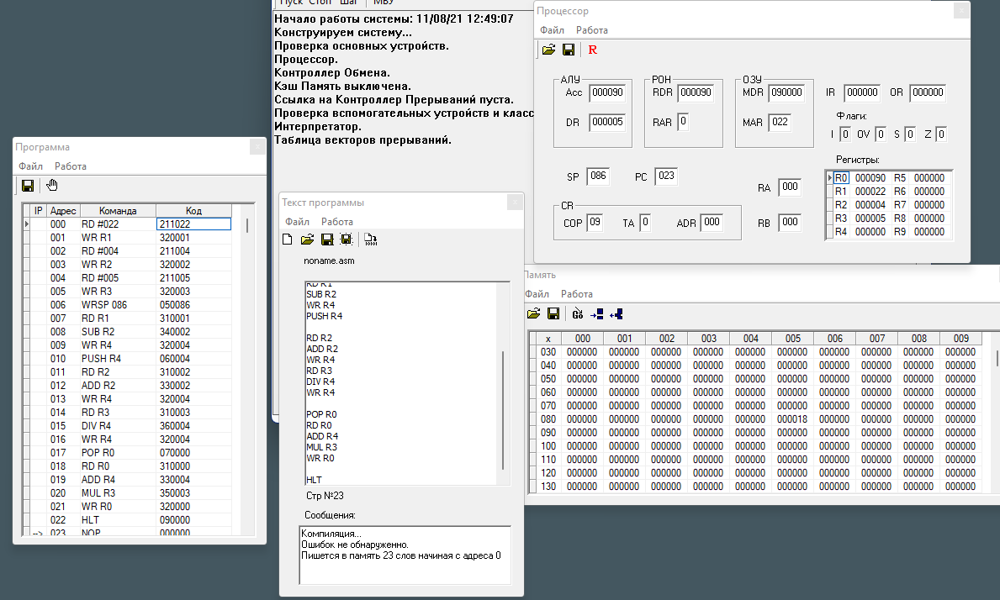 Пуск Стоп Шаг МВУ
Начало работы системы: 11/08/21 12:49:07
Конструируем систему...
Проверка основных устройств.
Процессор.
Контроллер Обмена.
Кэш Память выключена.
Ссылка на Контроллер Прерываний пуста.
Проверка вспомогательных устройств и класс
Интерпретатор.
Таблица векторов прерываний.
Процессор
Файл Работа
R
АЛУ РОН ОЗУ
Acc 000090 RDR 000090 MDR 090000 IR 000000 OR 000000
DR 000005 RAR 0 MAR 022
Флаги:
I 0 OV 0 S 0 Z 0
SP 086 PC 023 RA 000
CR
COP 09 TA 0 ADR 000 RB 000
Регистры:
R0 000090 R5 000000
R1 000022 R6 000000
R2 000004 R7 000000
R3 000005 R8 000000
R4 000000 R9 000000
Программа
Файл Работа
IP Адрес Команда Код
000 RD #022 211022
001 WR R1 320001
002 RD #004 211004
003 WR R2 320002
004 RD #005 211005
005 WR R3 320003
006 WRSP 086 050086
007 RD R1 310001
008 SUB R2 340002
009 WR R4 320004
010 PUSH R4 060004
011 RD R2 310002
012 ADD R2 330002
013 WR R4 320004
014 RD R3 310003
015 DIV R4 360004
016 WR R4 320004
017 POP R0 070000
018 RD R0 310000
019 ADD R4 330004
020 MUL R3 350003
021 WR R0 320000
022 HLT 090000
--> 023 NOP 000000
Текст программы
Файл Работа
noname.asm
RD R1
SUB R2
WR R4
PUSH R4
RD R2
ADD R2
WR R4
RD R3
DIV R4
WR R4
POP R0
RD R0
ADD R4
MUL R3
WR R0
HLT
Стр №23
Сообщения:
Компиляция...
Ошибок не обнаруженно.
Пишется в память 23 слов начиная с адреса 0
Память
Файл Работа
x 000 001 002 003 004 005 006 007 008 009
030 000000 000000 000000 000000 000000 000000 000000 000000 000000 000000
040 000000 000000 000000 000000 000000 000000 000000 000000 000000 000000
050 000000 000000 000000 000000 000000 000000 000000 000000 000000 000000
060 000000 000000 000000 000000 000000 000000 000000 000000 000000 000000
070 000000 000000 000000 000000 000000 000000 000000 000000 000000 000000
080 000000 000000 000000 000000 000000 000018 000000 000000 000000 000000
090 000000 000000 000000 000000 000000 000000 000000 000000 000000 000000
100 000000 000000 000000 000000 000000 000000 000000 000000 000000 000000
110 000000 000000 000000 000000 000000 000000 000000 000000 000000 000000
120 000000 000000 000000 000000 000000 000000 000000 000000 000000 000000
130 000000 000000 000000 000000 000000 000000 000000 000000 000000 000000